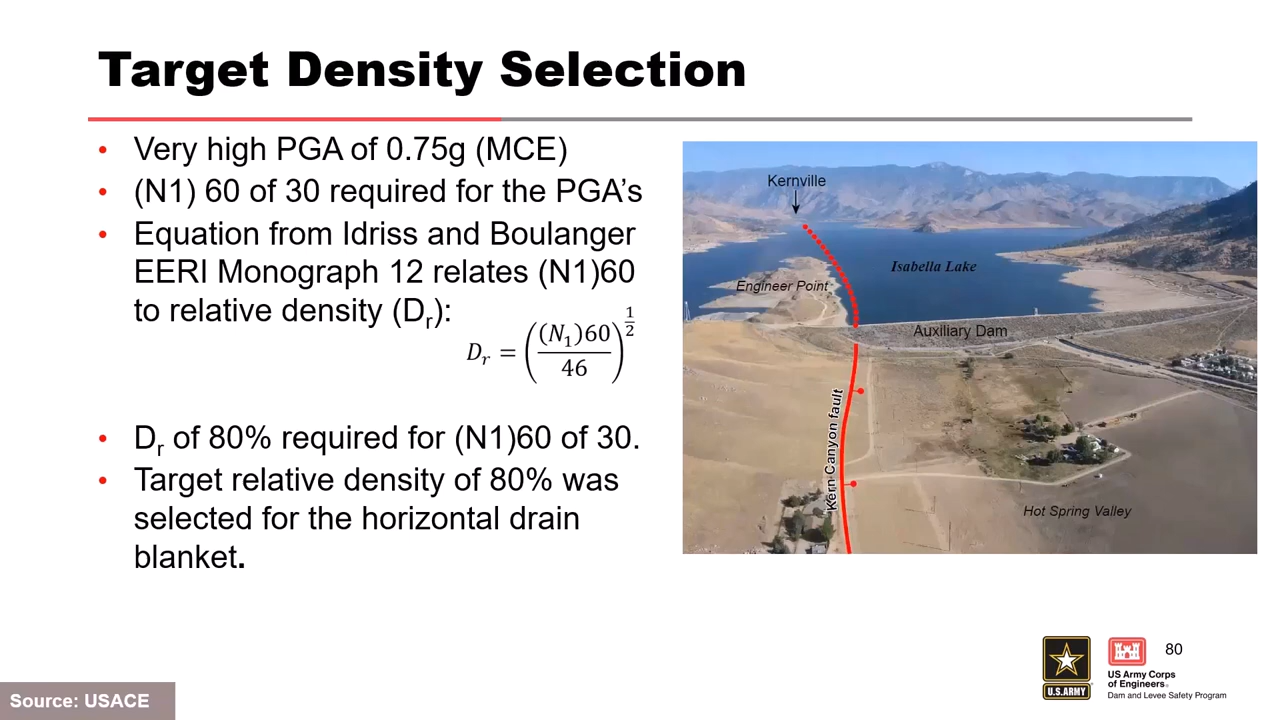 Target Density Selection
• Very high PGA of 0.75g (MCE)
• (N1) 60 of 30 required for the PGA’s
• Equation from Idriss and Boulanger
EERI Monograph 12 relates (N1)60
to relative density (Dr):
Dr = ((N1)60/46)^1/2
• Dr of 80% required for (N1)60 of 30.
• Target relative density of 80% was
selected for the horizontal drain
blanket.
Kernville
Isabella Lake
Engineer Point
Auxiliary Dam
Kern Canyon fault
Hot Spring Valley
80
U.S.ARMY
US Army Corps
of Engineers®
Dam and Levee Safety Program
Source: USACE